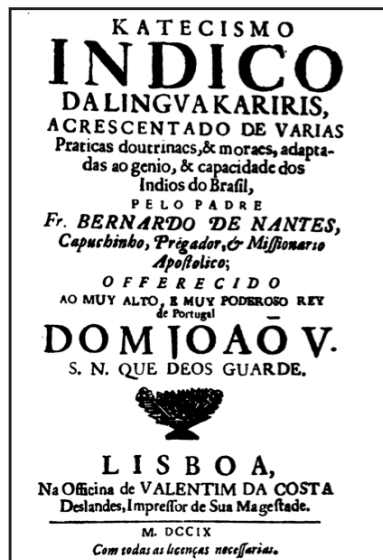 KATECISMO
INDICO
DA LINGVA KARIRIS,
ACRESCENTADO DE VARIAS
Praticas doutrinaes, & moraes, adapta-
das ao genio, & capacidade dos
Indios do Brasil,
PELO PADRE
Fr. BERNARDO DE NANTES,
Capuchinho, Prégador, & Missionario
Apostolico;
OFFERECIDO
AO MUY ALTO, E MUY PODEROSO REY
de Portugal
DOM JOAÕ V.
S. N. QUE DEOS GUARDE.
LISBOA,
Na Officina de VALENTIM DA COSTA
Deslandes, Impressor de Sua Magestade.
M. DCCIX
Com todas as licenças necessarias.